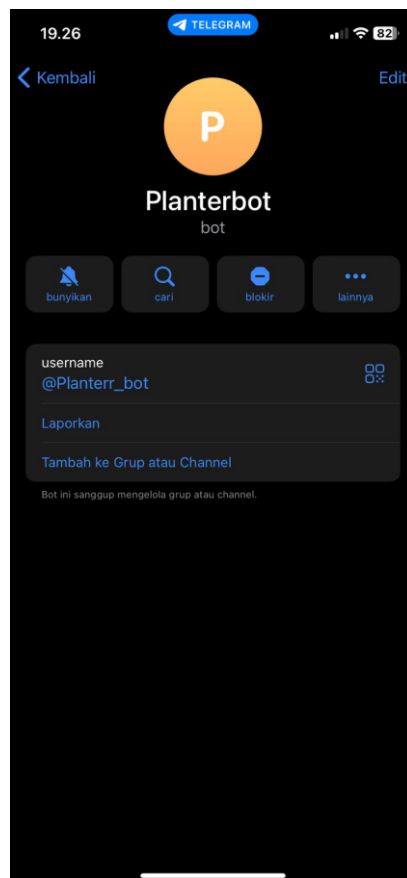 19.26
TELEGRAM
82
Kembali
Edit
P
Planterbot
bot
bunyikan
cari
blokir
lainnya
username
@Planterr_bot
Laporkan
Tambah ke Grup atau Channel
Bot ini sanggup mengelola grup atau channel.